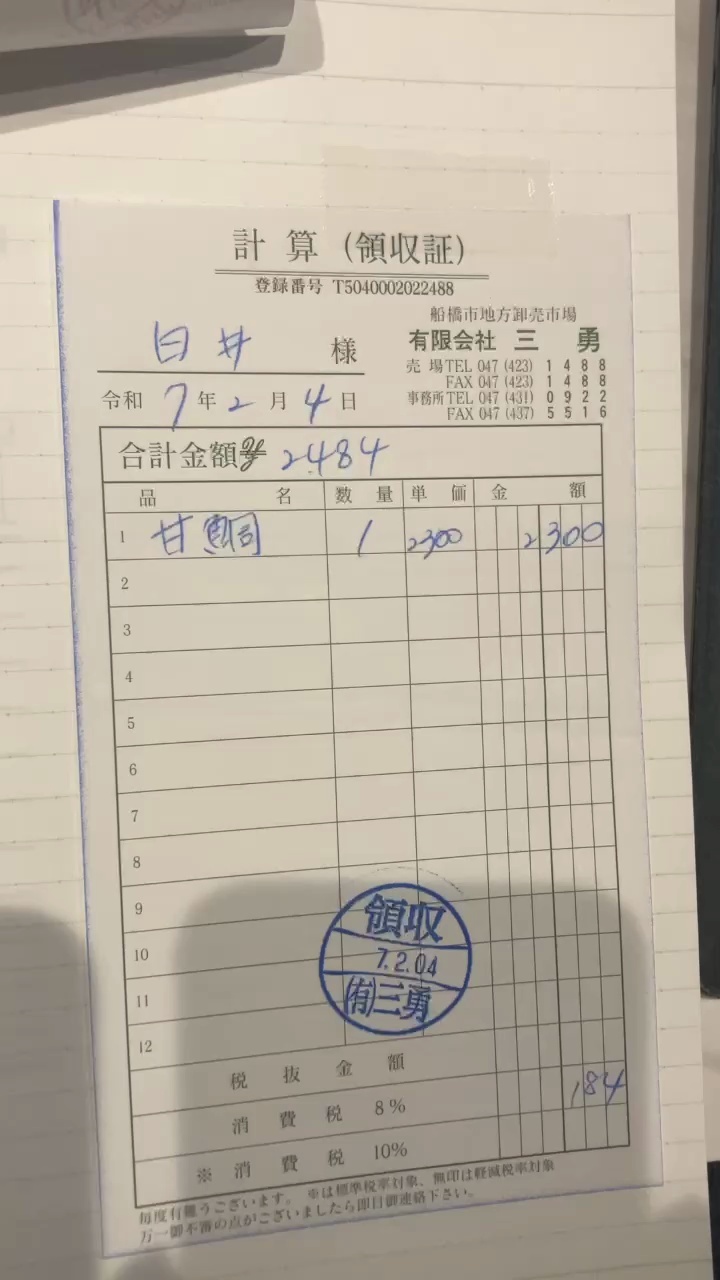 計算(領収証)
登録番号 T5040002022488
船橋市地方卸売市場
有限会社 三勇
臼井 様
売場TEL 047 (423) 1488
FAX 047 (423) 1488
事務所TEL 047 (431) 0922
FAX 047 (437) 5516
令和 7年 2月 4日
合計金額 ¥2484
品名 数量 単価 金額
1 甘鯛 1 2300 2300
2
3
4
5
6
7
8
9
10
11
12
領収
7.2.04
㈲三勇
税抜金額
消費税 8% 184
※消費税 10%
毎度有難うございます。 ※は標準税率対象、無印は軽減税率対象
万一御不審の点がございましたら即日御連絡下さい。